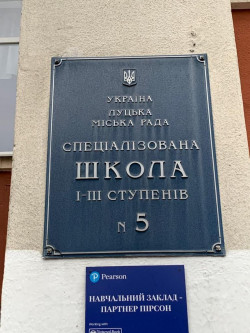 УКРАЇНА
ЛУЦЬКА
МІСЬКА РАДА
СПЕЦІАЛІЗОВАНА
ШКОЛА
І-ІІІ СТУПЕНІВ
N 5
Pearson
НАВЧАЛЬНИЙ ЗАКЛАД -
ПАРТНЕР ПІРСОН